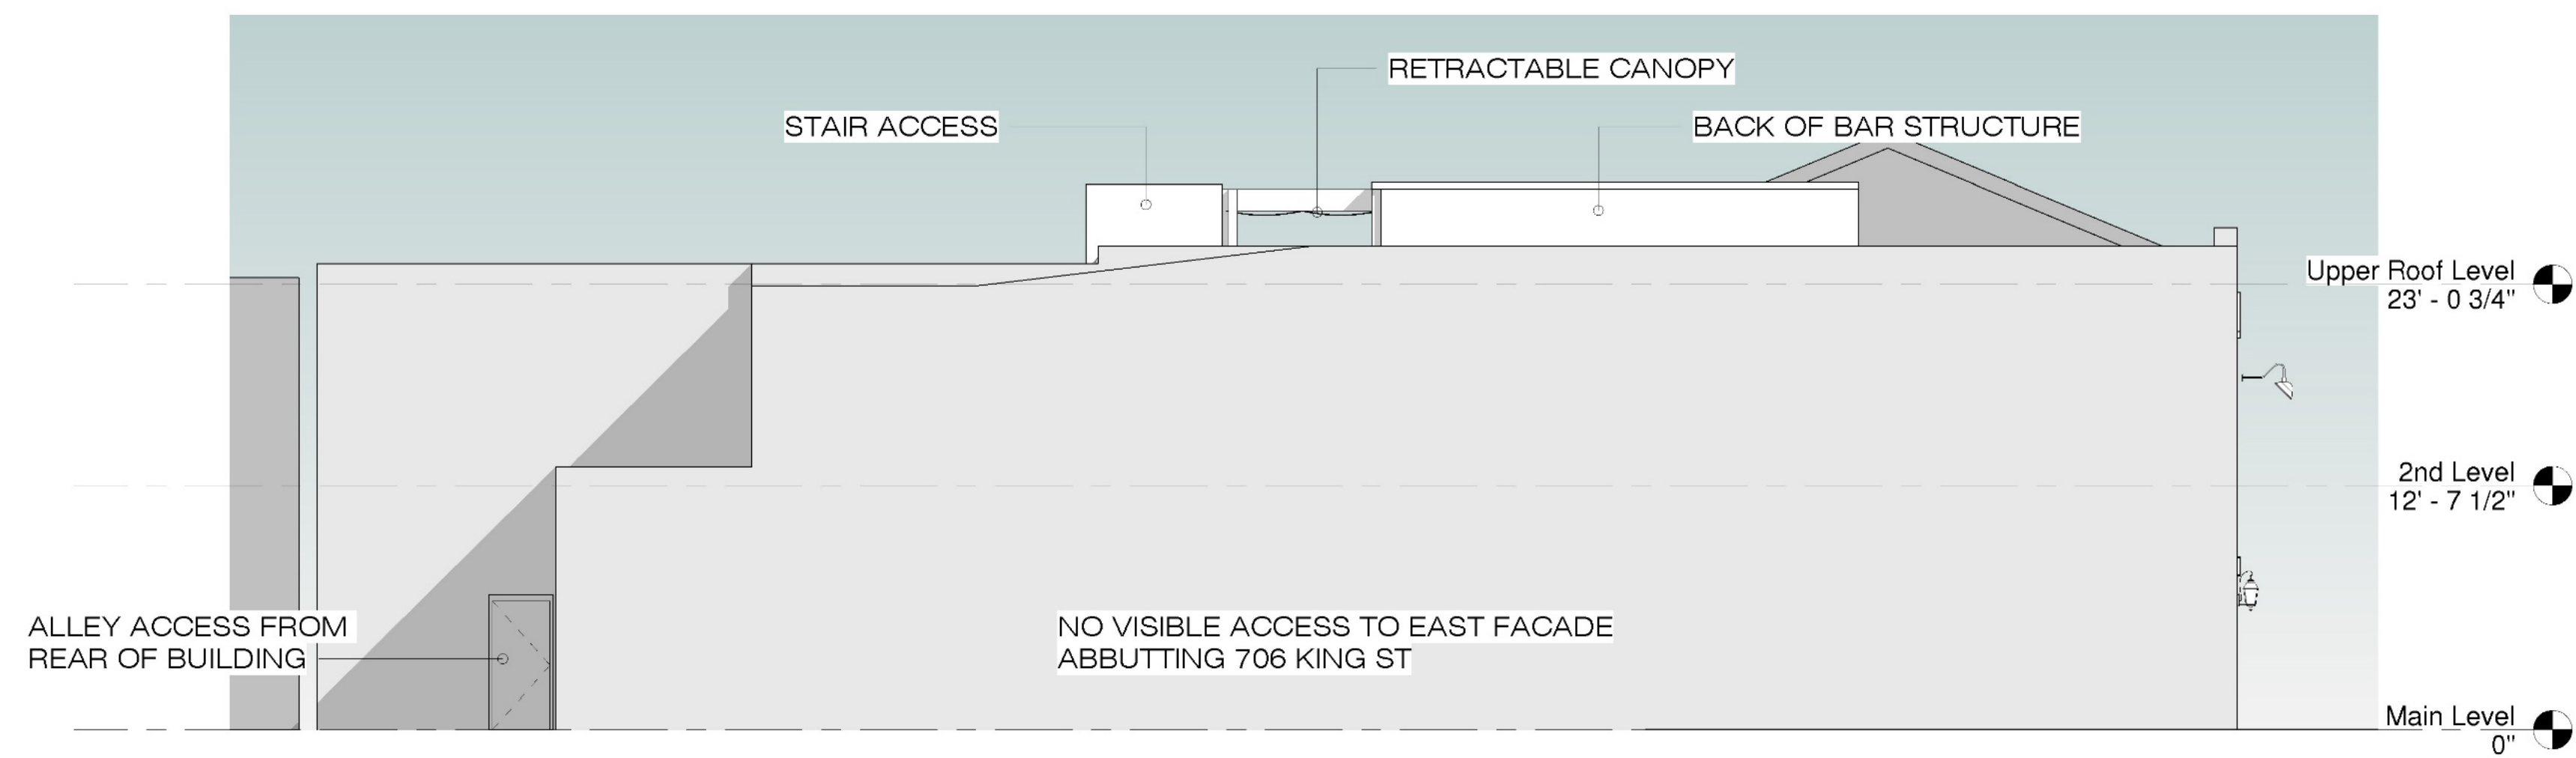 RETRACTABLE CANOPY
STAIR ACCESS
BACK OF BAR STRUCTURE
Upper Roof Level
23' - 0 3/4"
2nd Level
12' - 7 1/2"
ALLEY ACCESS FROM
REAR OF BUILDING
NO VISIBLE ACCESS TO EAST FACADE
ABBUTTING 706 KING ST
Main Level
0"